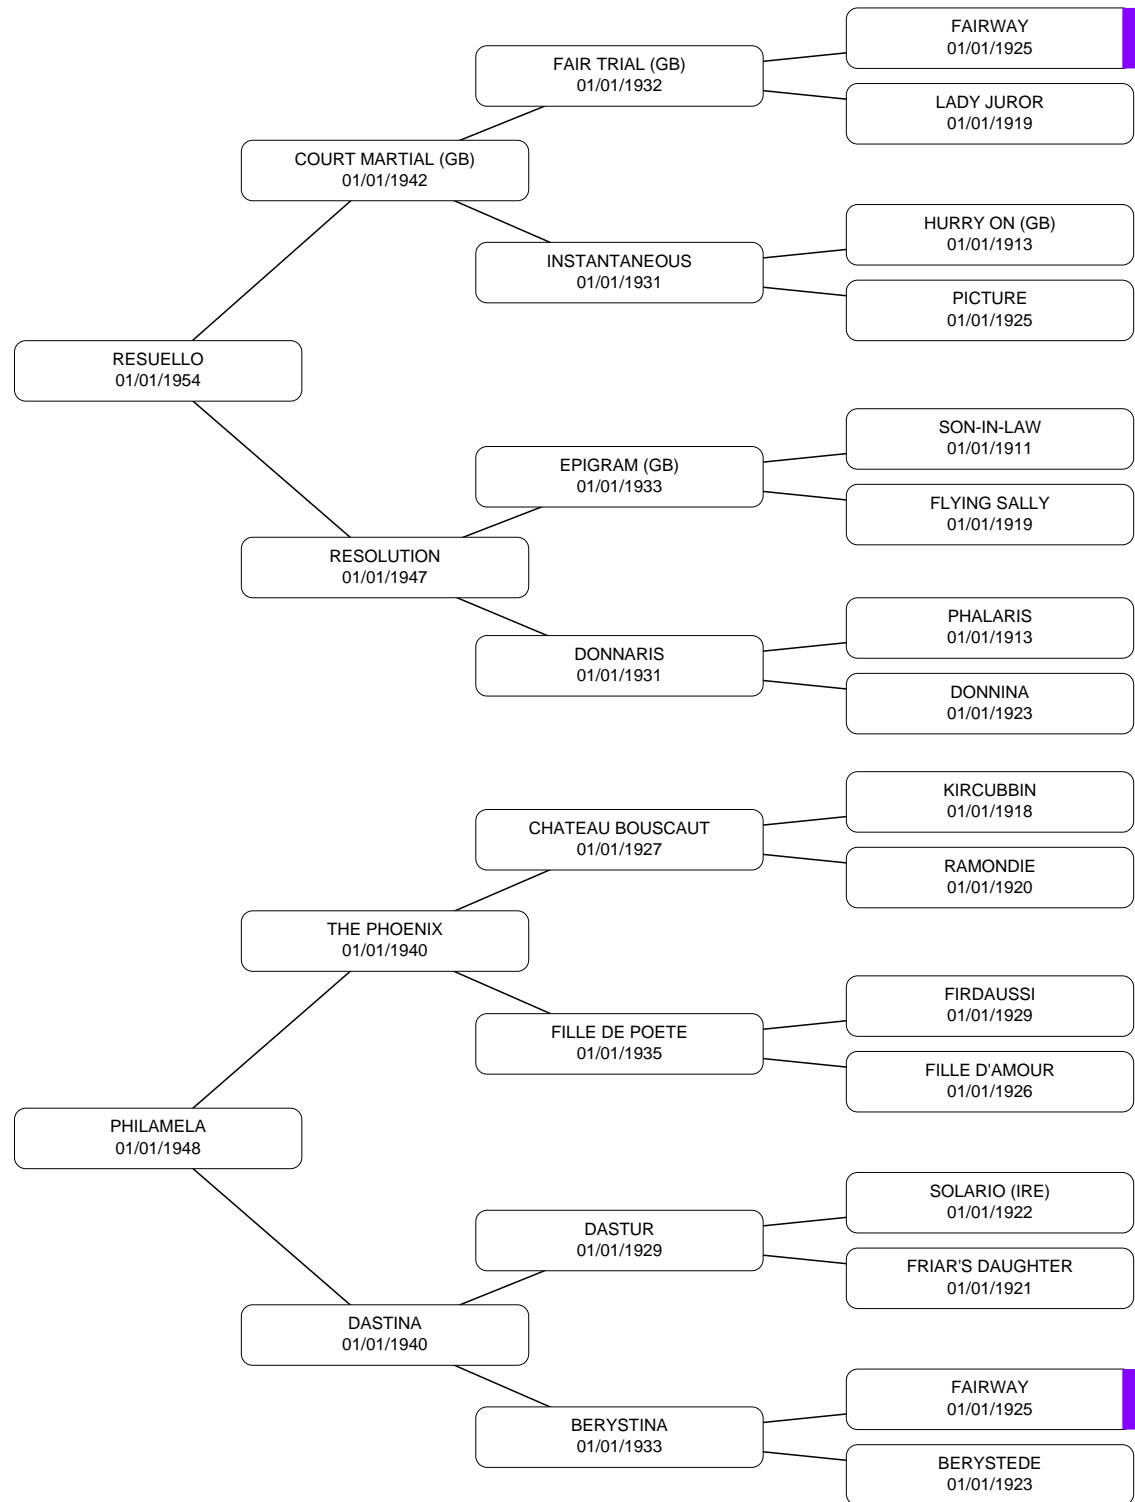 FAIRWAY
01/01/1925
FAIR TRIAL (GB)
01/01/1932
LADY JUROR
01/01/1919
COURT MARTIAL (GB)
01/01/1942
HURRY ON (GB)
01/01/1913
INSTANTANEOUS
01/01/1931
PICTURE
01/01/1925
RESUELLO
01/01/1954
SON-IN-LAW
01/01/1911
EPIGRAM (GB)
01/01/1933
FLYING SALLY
01/01/1919
RESOLUTION
01/01/1947
PHALARIS
01/01/1913
DONNARIS
01/01/1931
DONNINA
01/01/1923
KIRCUBBIN
01/01/1918
CHATEAU BOUSCAUT
01/01/1927
RAMONDIE
01/01/1920
THE PHOENIX
01/01/1940
FIRDAUSSI
01/01/1929
FILLE DE POETE
01/01/1935
FILLE D'AMOUR
01/01/1926
PHILAMELA
01/01/1948
SOLARIO (IRE)
01/01/1922
DASTUR
01/01/1929
FRIAR'S DAUGHTER
01/01/1921
DASTINA
01/01/1940
FAIRWAY
01/01/1925
BERYSTINA
01/01/1933
BERYSTEDE
01/01/1923